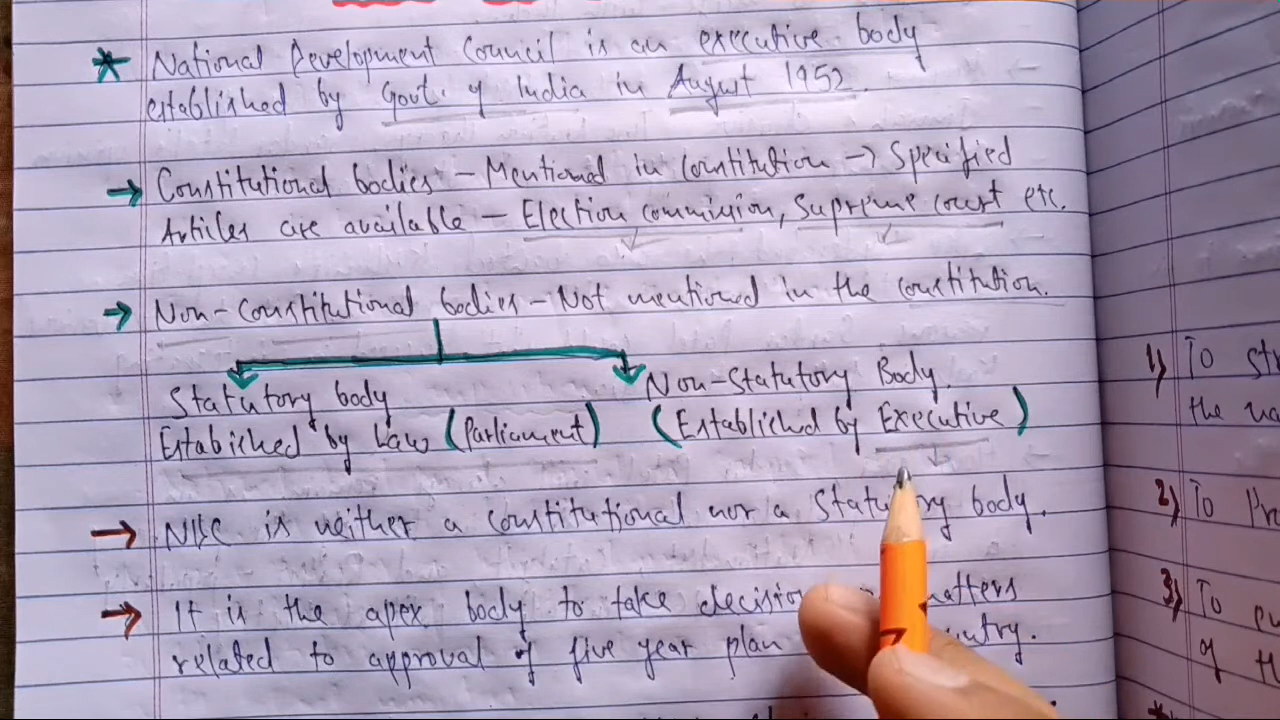 National Development Council is an executive body
established by Govt. of India in August 1952.
Constitutional bodies - Mentioned in constitution → Specified
Articles are available - Election commission, Supreme court etc.
Non-Constitutional bodies - Not mentioned in the constitution.
Statutory body
Estabished by Law (Parliament)
Non-Statutory Body.
(Established by Executive)
NDC is neither a constitutional nor a Statutory body.
It is the apex body to take decision matters
related to approval of five year plan
1) To
the
2) To
3) To
of